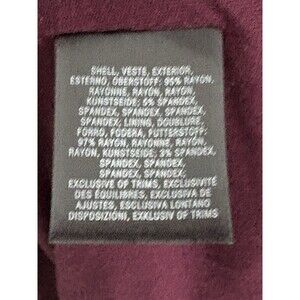 SHELL, VESTE, EXTERIOR,
ESTERNO, OBERSTOFF: 95% RAYON,
RAYONNE, RAYON, RAYON,
KUNSTSEIDE: 5% SPANDEX,
SPANDEX, SPANDEX, SPANDEX,
SPANDEX, LINING, DOUBLURE,
FORRO, FODERA, FUTTERSTOFF:
97% RAYON, RAYONNE, RAYON,
RAYON, KUNSTSEIDE: 3% SPANDEX,
SPANDEX, SPANDEX,
SPANDEX, SPANDEX,
EXCLUSIVE OF TRIMS, EXCLUSIVITÉ
DES ÉQUILIBRES, EXCLUSIVA DE
AJUSTES, ESCLUSIVA LONTANO
DISPOSIZIONI, EXKLUSIV OF TRIMS